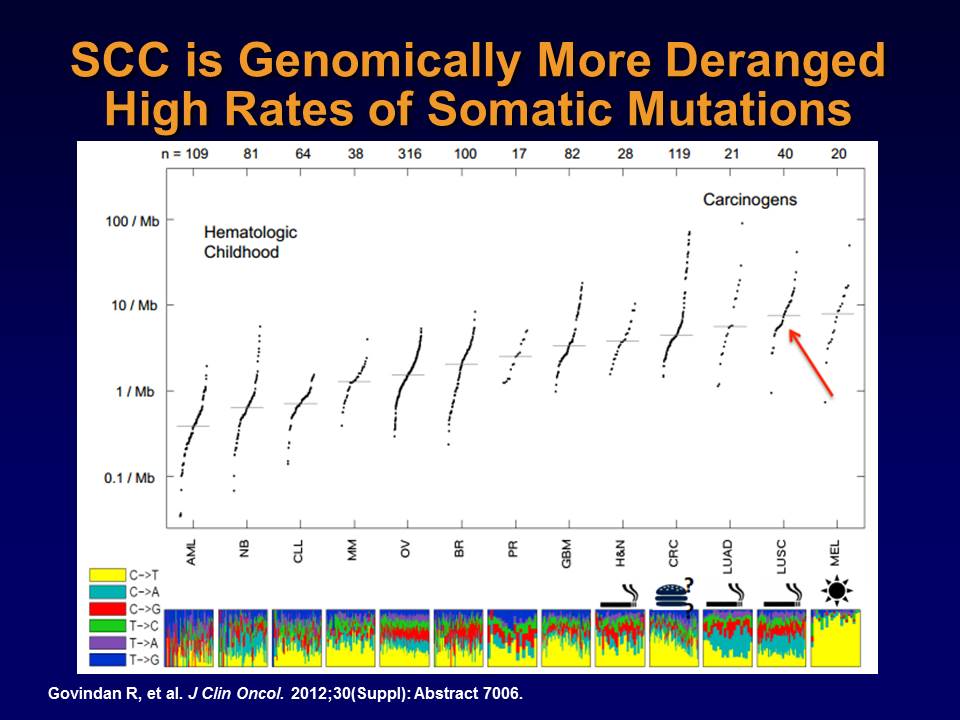 SCC is Genomically More Deranged
High Rates of Somatic Mutations
n = 109 81 64 38 316 100 17 82 28 119 21 40 20
Carcinogens
Hematologic
Childhood
100 / Mb
10 / Mb
1 / Mb
0.1 / Mb
AML NB CLL MM OV BR PR GBM H&N CRC LUAD LUSC MEL
? ?
C->T
C->A
C->G
T->C
T->A
T->G
Govindan R, et al. J Clin Oncol. 2012;30(Suppl): Abstract 7006.